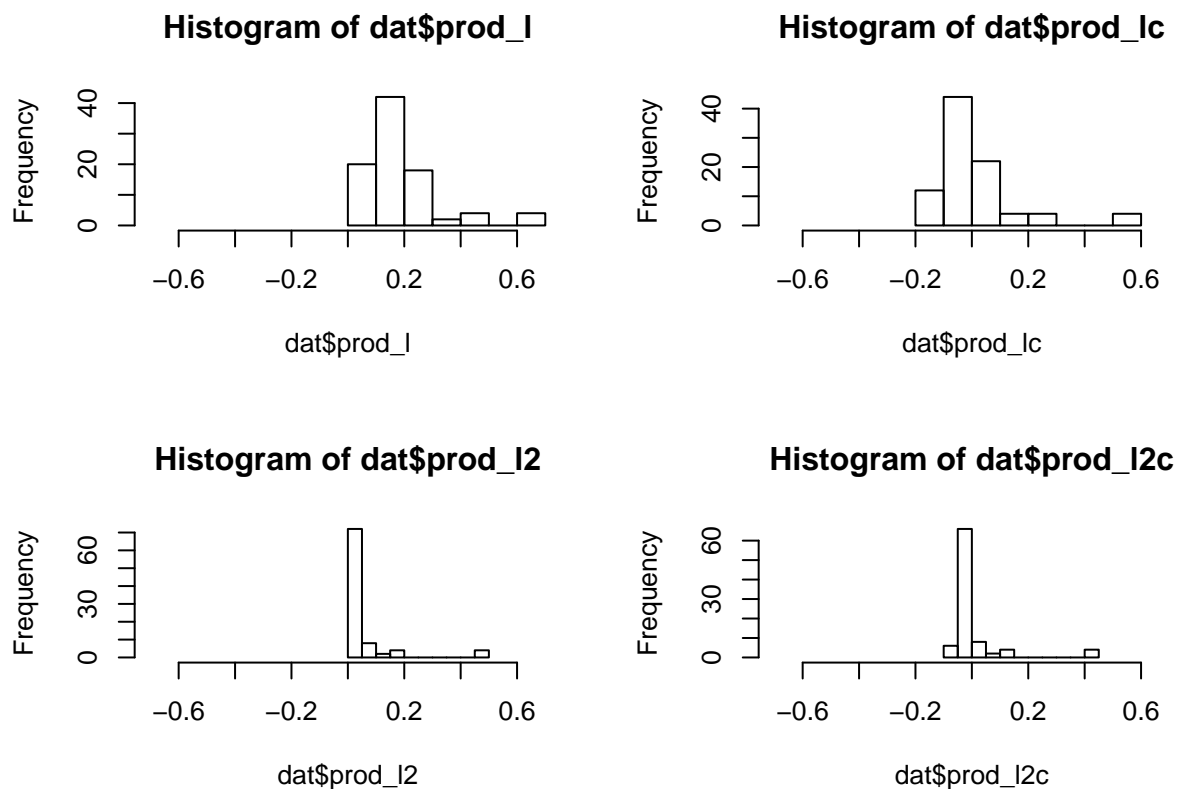 Histogram of dat$prod_l
Frequency
0
20
40
−0.6
−0.2
0.2
0.6
dat$prod_l
Histogram of dat$prod_lc
Frequency
0
20
40
−0.6
−0.2
0.2
0.6
dat$prod_lc
Histogram of dat$prod_l2
Frequency
0
30
60
−0.6
−0.2
0.2
0.6
dat$prod_l2
Histogram of dat$prod_l2c
Frequency
0
30
60
−0.6
−0.2
0.2
0.6
dat$prod_l2c